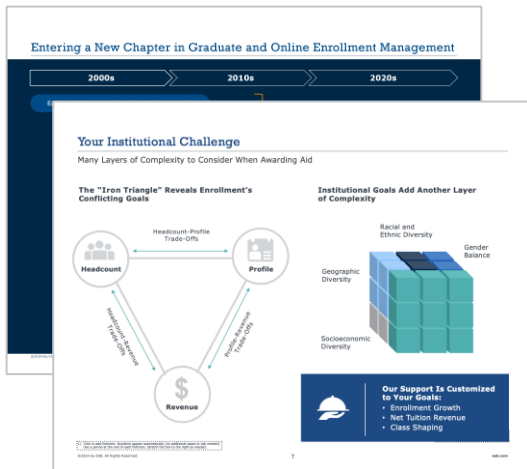 Entering a New Chapter in Graduate and Online Enrollment Management
2000s
2010s
2020s
Your Institutional Challenge
Many Layers of Complexity to Consider When Awarding Aid
The "Iron Triangle" Reveals Enrollment's
Conflicting Goals
Headcount-Profile
Trade-Offs
Headcount
Profile
Headcount-Revenue
Trade-Offs
Profile-Revenue
Trade-Offs
$
Revenue
Institutional Goals Add Another Layer
of Complexity
Racial and
Ethnic Diversity
Gender
Balance
Geographic
Diversity
Socioeconomic
Diversity
Our Support Is Customized
to Your Goals:
• Enrollment Growth
• Net Tuition Revenue
• Class Shaping
7
eab.com